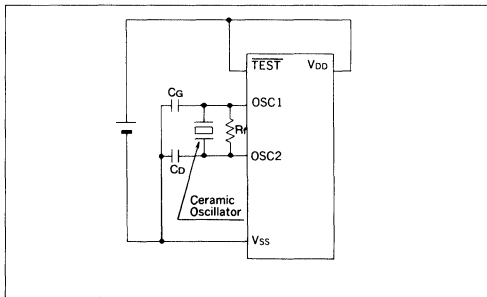 TEST VDD
CG
OSC1
Rf
OSC2
CD
Ceramic
Oscillator
VSS